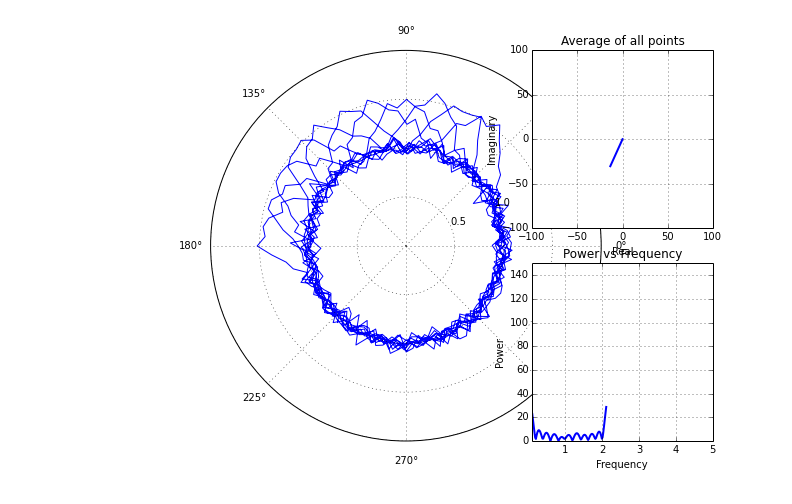 90°
135°
180°
225°
270°
0°
0.5
1.0
Average of all points
Imaginary
100
50
0
−50
−100
−100 −50 0 50 100
Real
Power vs Frequency
Power
140
120
100
80
60
40
20
0
1 2 3 4 5
Frequency